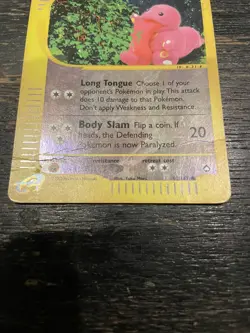 Long Tongue Choose 1 of your
opponent's Pokémon in play. This attack
does 10 damage to that Pokémon.
Don't apply Weakness and Resistance.
Body Slam Flip a coin. If
heads, the Defending
Pokémon is now Paralyzed.
20
resistance
retreat cost